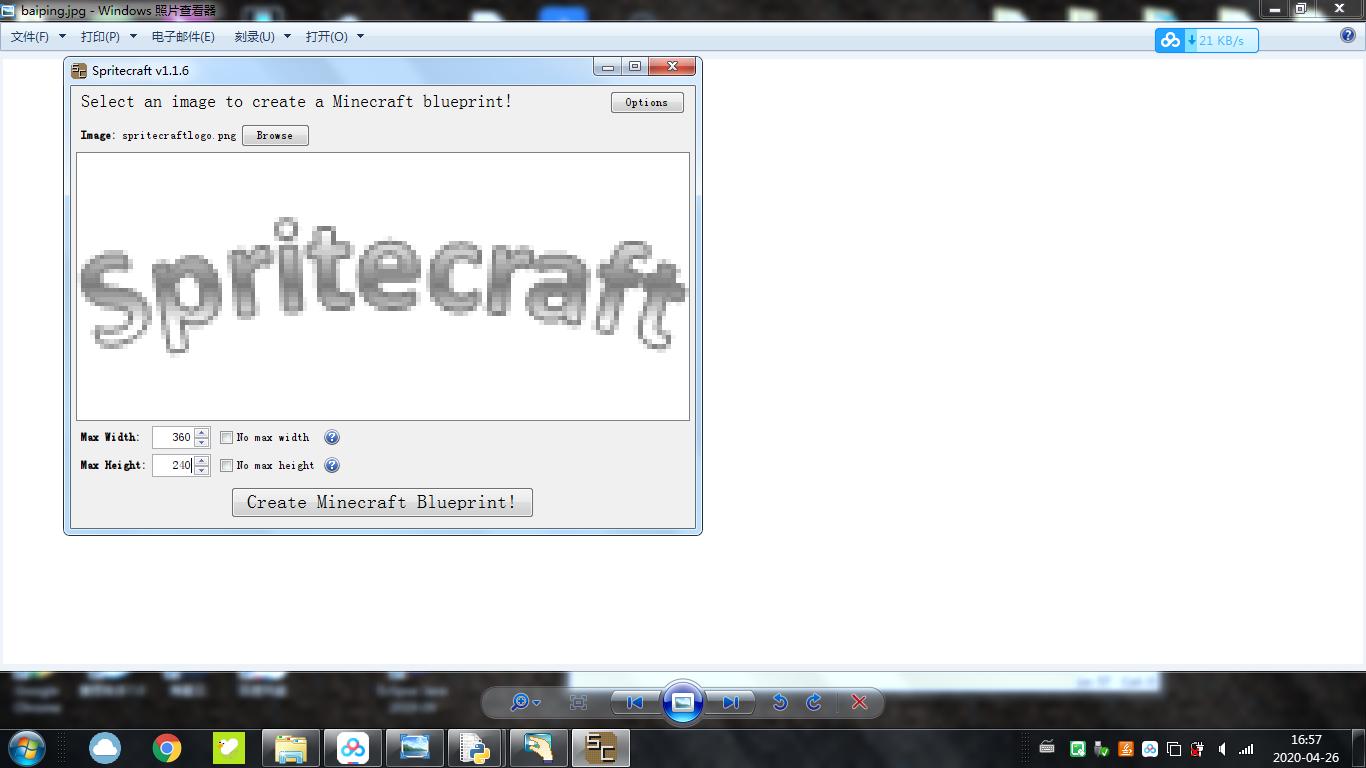 baiping.jpg - Windows 照片查看器
文件(F) 打印(P) 电子邮件(E) 刻录(U) 打开(O)
21 KB/s
Spritecraft v1.1.6
Select an image to create a Minecraft blueprint!
Options
Image: spritecraftlogo.png Browse
spritecraft
Max Width: 360 No max width
Max Height: 240 No max height
Create Minecraft Blueprint!
Google
Chrome
SC
16:57
2020-04-26